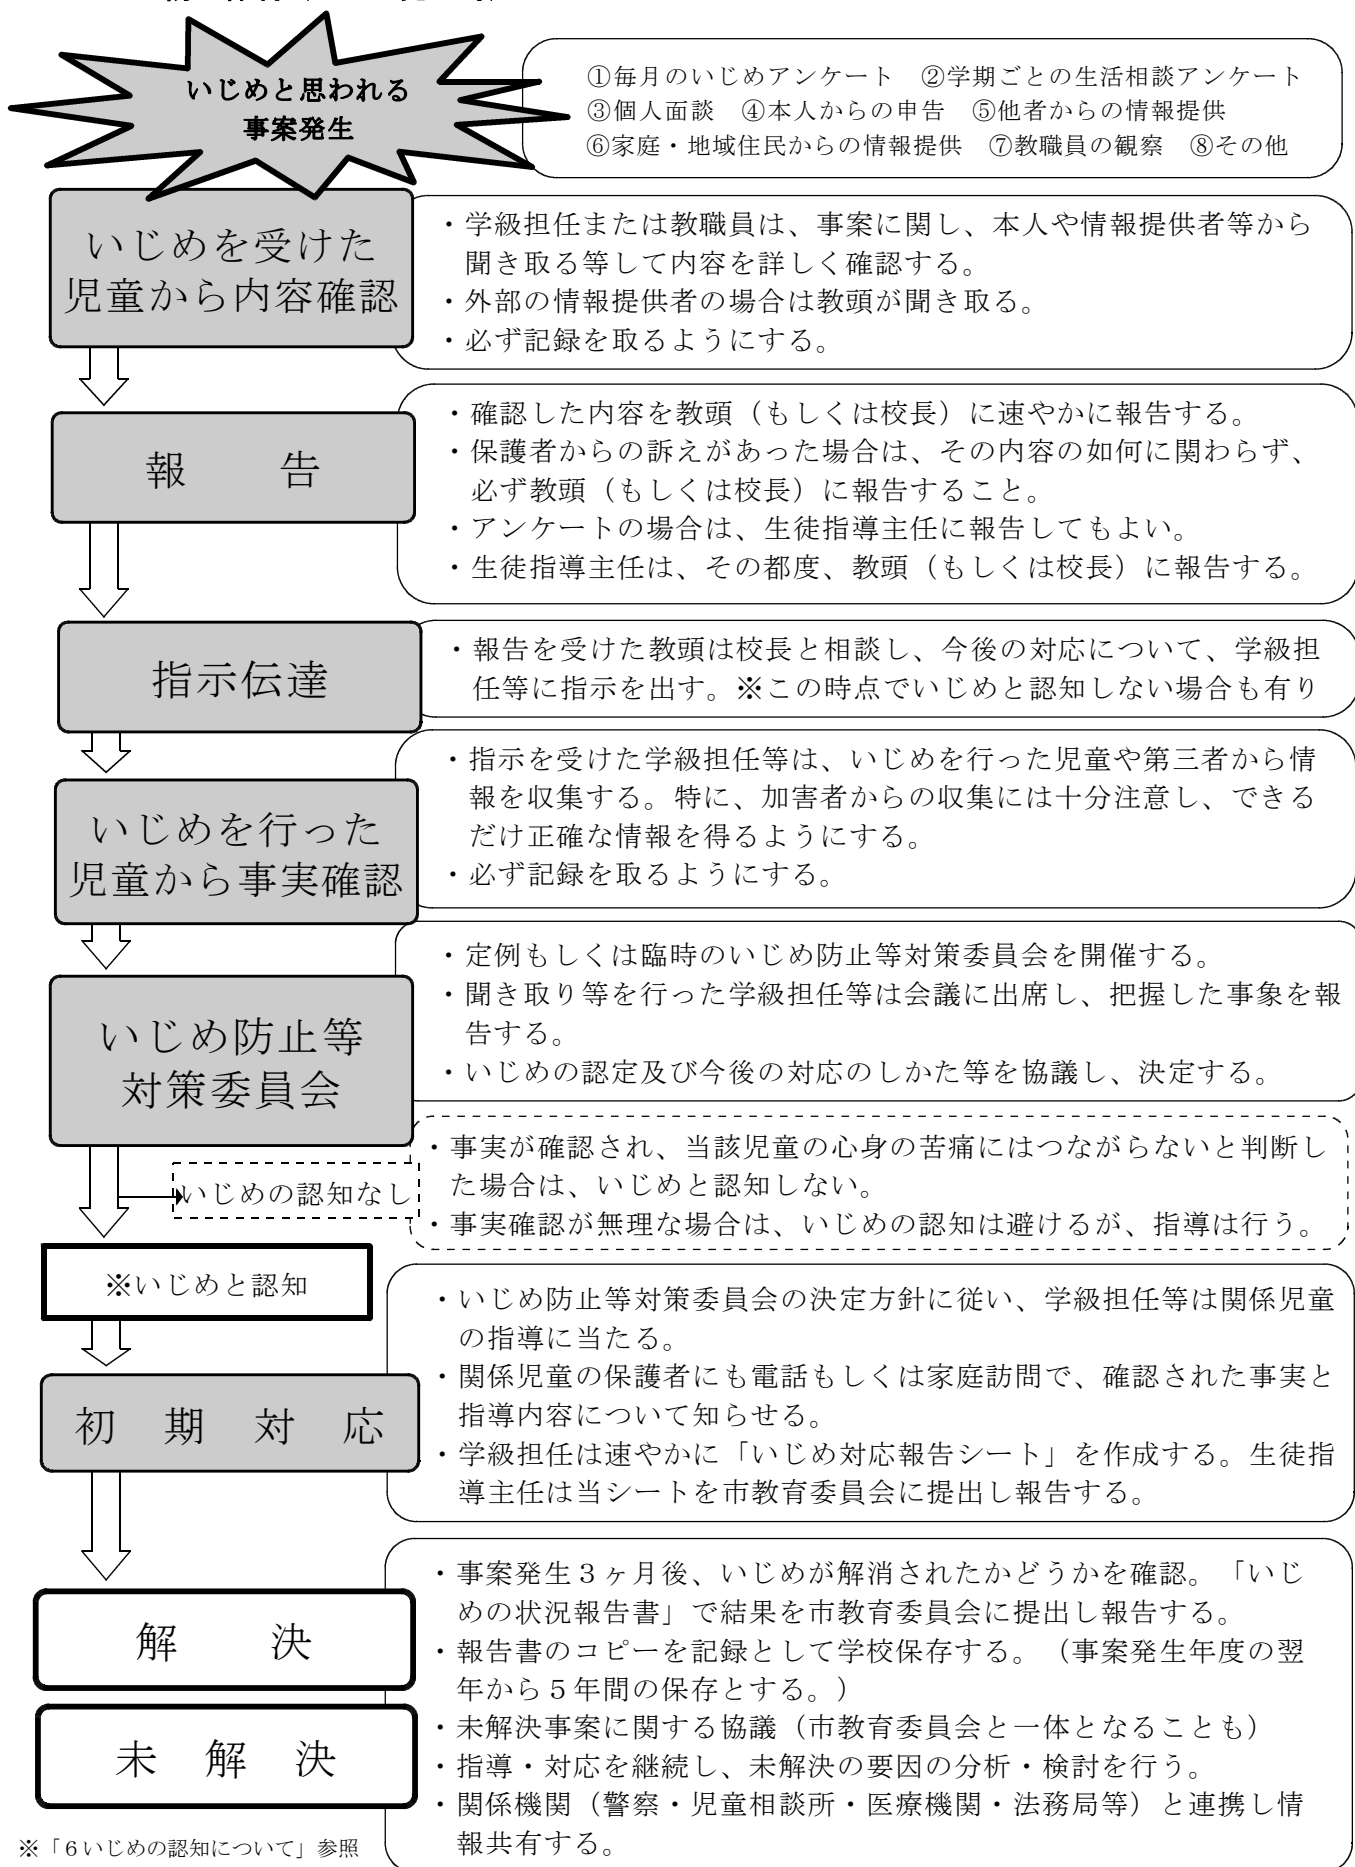 いじめと思われる
事案発生
①毎月のいじめアンケート　②学期ごとの生活相談アンケート
③個人面談　④本人からの申告　⑤他者からの情報提供
⑥家庭・地域住民からの情報提供　⑦教職員の観察　⑧その他
いじめを受けた
児童から内容確認
・学級担任または教職員は、事案に関し、本人や情報提供者等から
聞き取る等して内容を詳しく確認する。
・外部の情報提供者の場合は教頭が聞き取る。
・必ず記録を取るようにする。
報　告
・確認した内容を教頭（もしくは校長）に速やかに報告する。
・保護者からの訴えがあった場合は、その内容の如何に関わらず、
必ず教頭（もしくは校長）に報告すること。
・アンケートの場合は、生徒指導主任に報告してもよい。
・生徒指導主任は、その都度、教頭（もしくは校長）に報告する。
指示伝達
・報告を受けた教頭は校長と相談し、今後の対応について、学級担
任等に指示を出す。※この時点でいじめと認知しない場合も有り
いじめを行った
児童から事実確認
・指示を受けた学級担任等は、いじめを行った児童や第三者から情
報を収集する。特に、加害者からの収集には十分注意し、できる
だけ正確な情報を得るようにする。
・必ず記録を取るようにする。
いじめ防止等
対策委員会
・定例もしくは臨時のいじめ防止等対策委員会を開催する。
・聞き取り等を行った学級担任等は会議に出席し、把握した事象を報
告する。
・いじめの認定及び今後の対応のしかた等を協議し、決定する。
いじめの認知なし
・事実が確認され、当該児童の心身の苦痛にはつながらないと判断し
た場合は、いじめと認知しない。
・事実確認が無理な場合は、いじめの認知は避けるが、指導は行う。
※いじめと認知
初　期　対　応
・いじめ防止等対策委員会の決定方針に従い、学級担任等は関係児童
の指導に当たる。
・関係児童の保護者にも電話もしくは家庭訪問で、確認された事実と
指導内容について知らせる。
・学級担任は速やかに「いじめ対応報告シート」を作成する。生徒指
導主任は当シートを市教育委員会に提出し報告する。
解　決
未　解　決
・事案発生３ヶ月後、いじめが解消されたかどうかを確認。「いじ
めの状況報告書」で結果を市教育委員会に提出し報告する。
・報告書のコピーを記録として学校保存する。（事案発生年度の翌
年から５年間の保存とする。）
・未解決事案に関する協議（市教育委員会と一体となることも）
・指導・対応を継続し、未解決の要因の分析・検討を行う。
・関係機関（警察・児童相談所・医療機関・法務局等）と連携し情
報共有する。
※「６いじめの認知について」参照